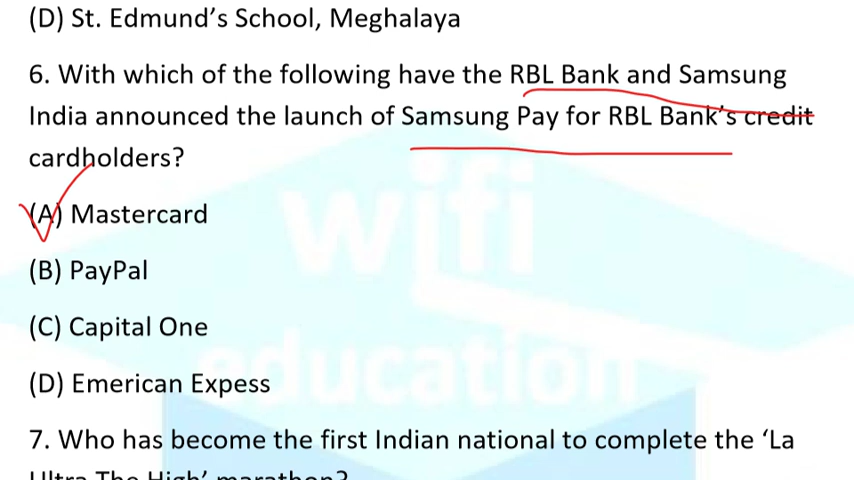 (D) St. Edmund’s School, Meghalaya
6. With which of the following have the RBL Bank and Samsung
India announced the launch of Samsung Pay for RBL Bank’s credit
cardholders?
(A) Mastercard
(B) PayPal
(C) Capital One
(D) Emerican Expess
7. Who has become the first Indian national to complete the ‘La
Ultra The High’ marathon?
wifi
education